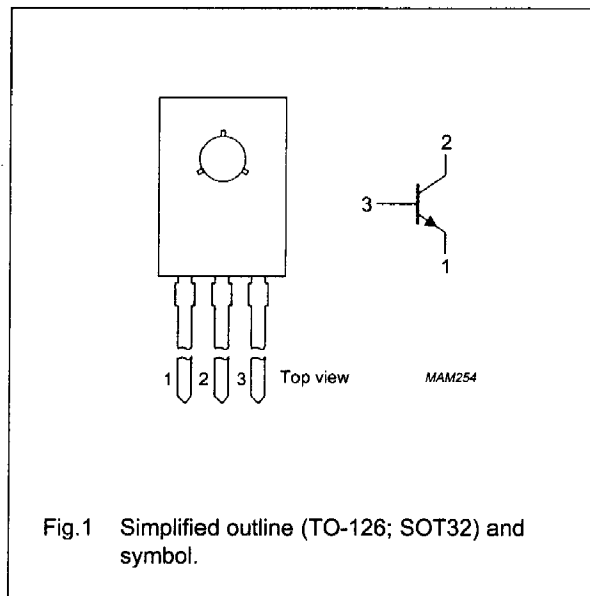 2
3
1
1 2 3 Top view MAM254
Fig.1 Simplified outline (TO-126; SOT32) and
symbol.